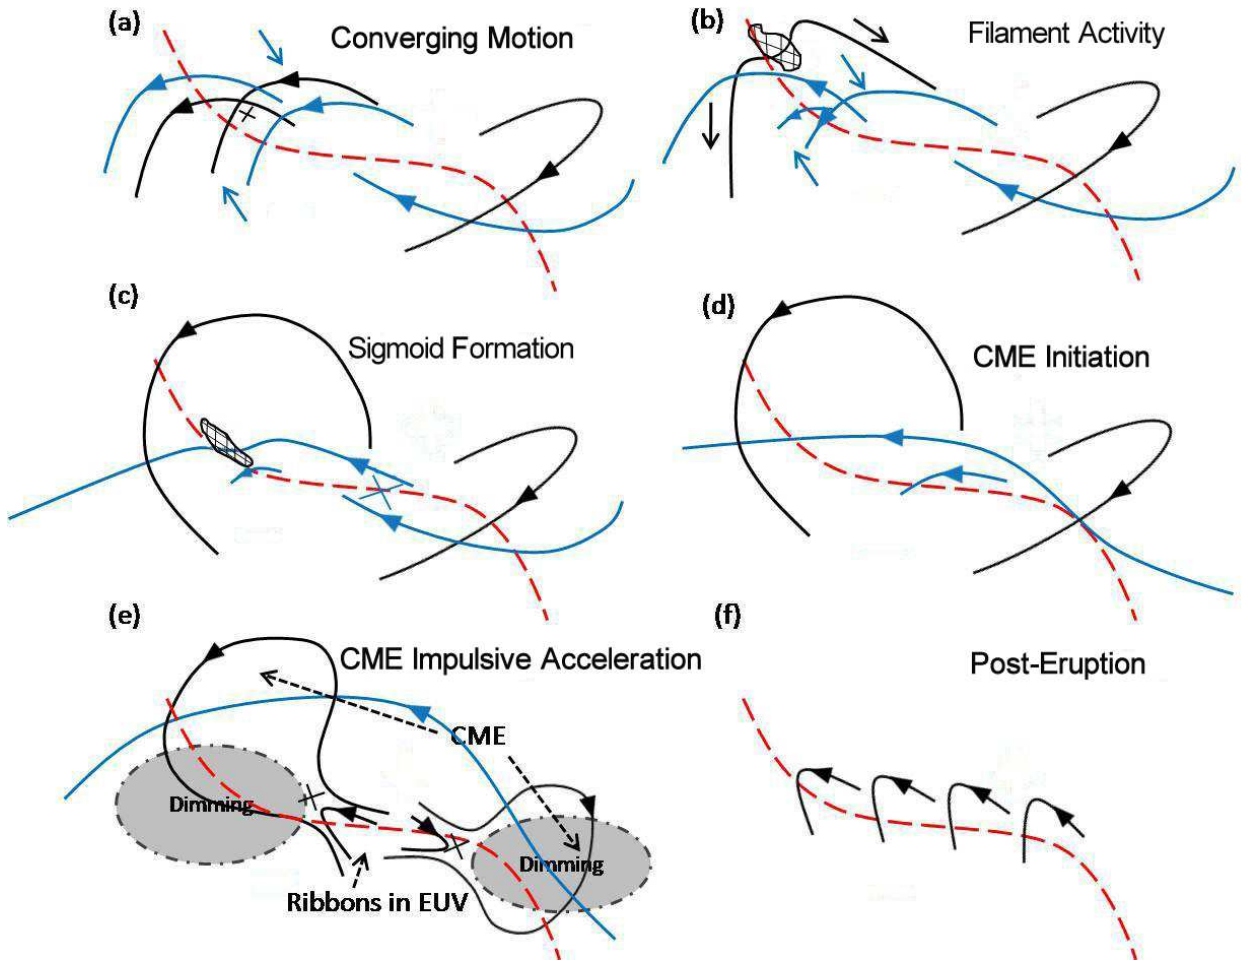 (a)
Converging Motion
(b)
Filament Activity
(c)
Sigmoid Formation
(d)
CME Initiation
(e)
CME Impulsive Acceleration
CME
Dimming
Dimming
Ribbons in EUV
(f)
Post-Eruption